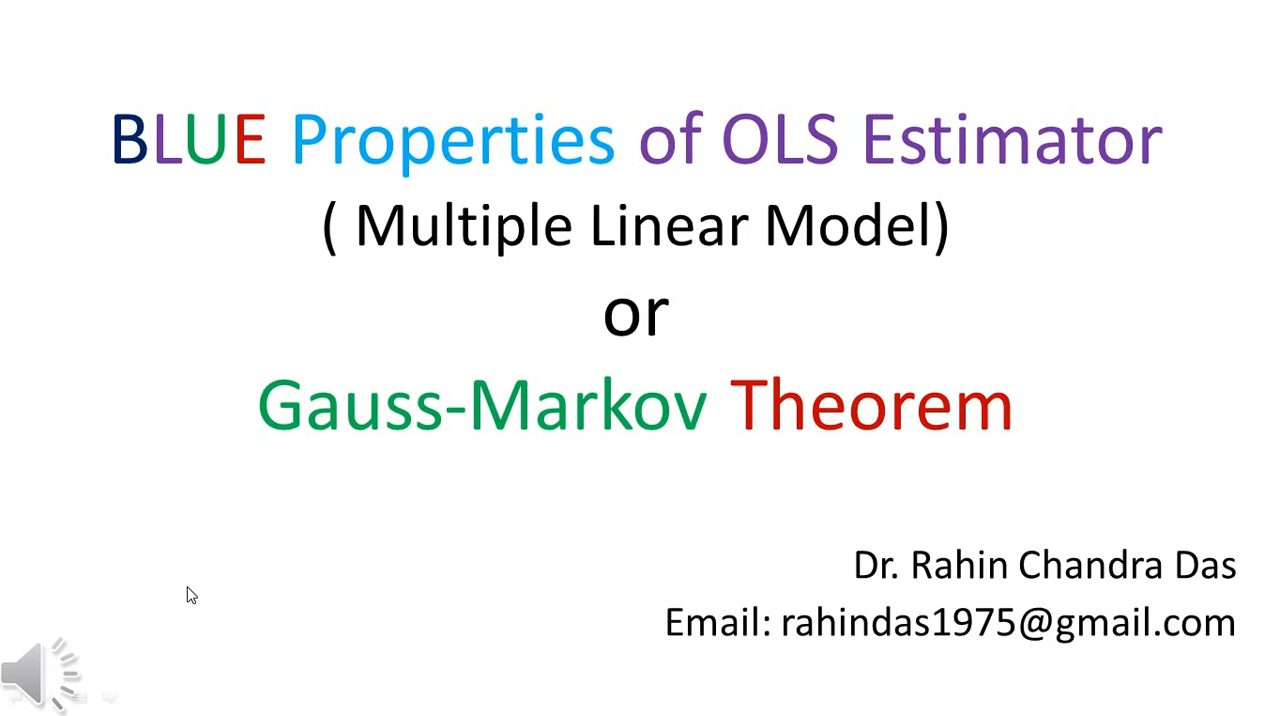 BLUE Properties of OLS Estimator
( Multiple Linear Model)
or
Gauss-Markov Theorem
Dr. Rahin Chandra Das
Email: rahindas1975@gmail.com